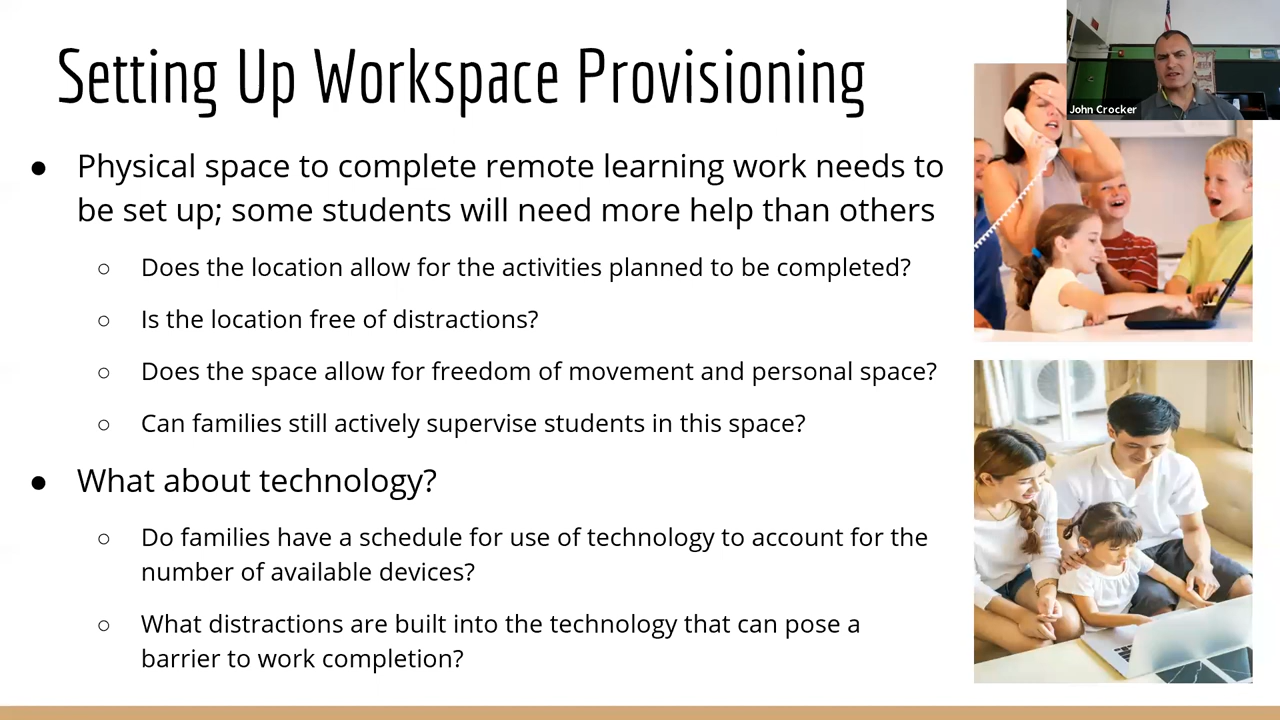 Setting Up Workspace Provisioning
John Crocker
● Physical space to complete remote learning work needs to
be set up; some students will need more help than others
○ Does the location allow for the activities planned to be completed?
○ Is the location free of distractions?
○ Does the space allow for freedom of movement and personal space?
○ Can families still actively supervise students in this space?
● What about technology?
○ Do families have a schedule for use of technology to account for the
number of available devices?
○ What distractions are built into the technology that can pose a
barrier to work completion?